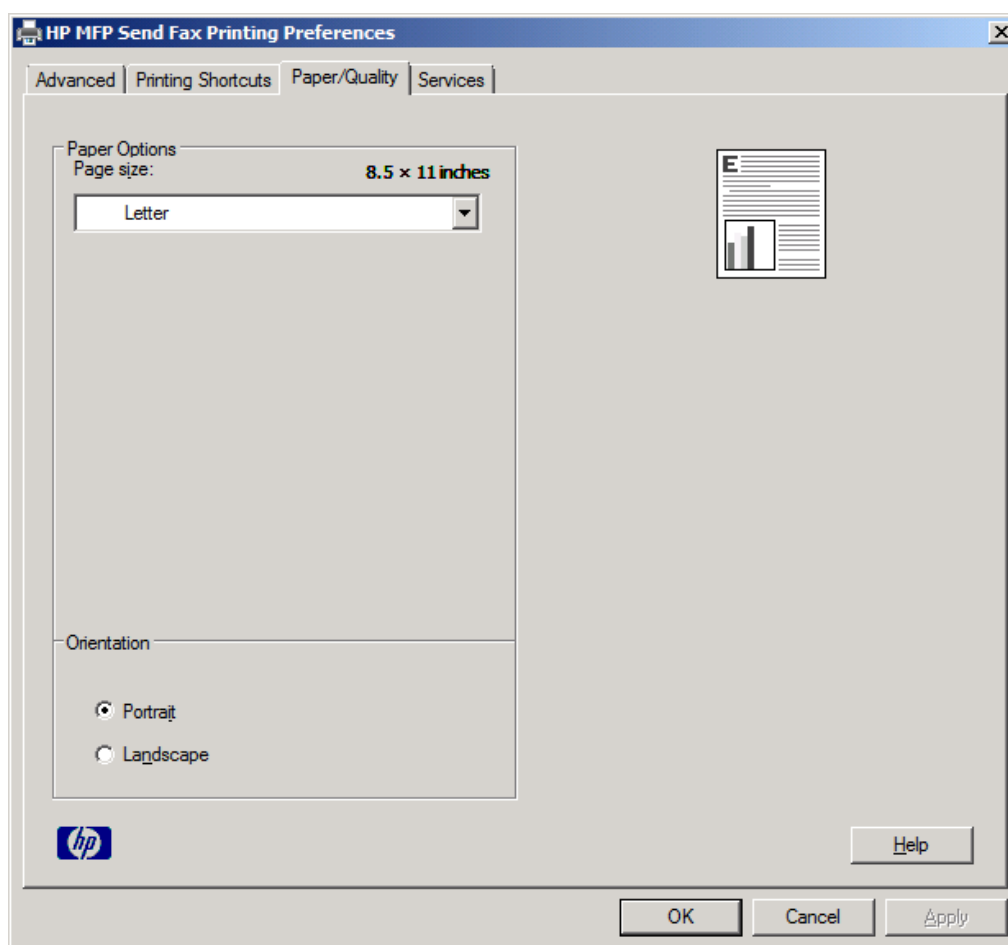 HP MFP Send Fax Printing Preferences
Advanced Printing Shortcuts Paper/Quality Services
Paper Options
Page size: 8.5 × 11 inches
Letter
E
Orientation
Portrait
Landscape
hp
Help
OK Cancel Apply